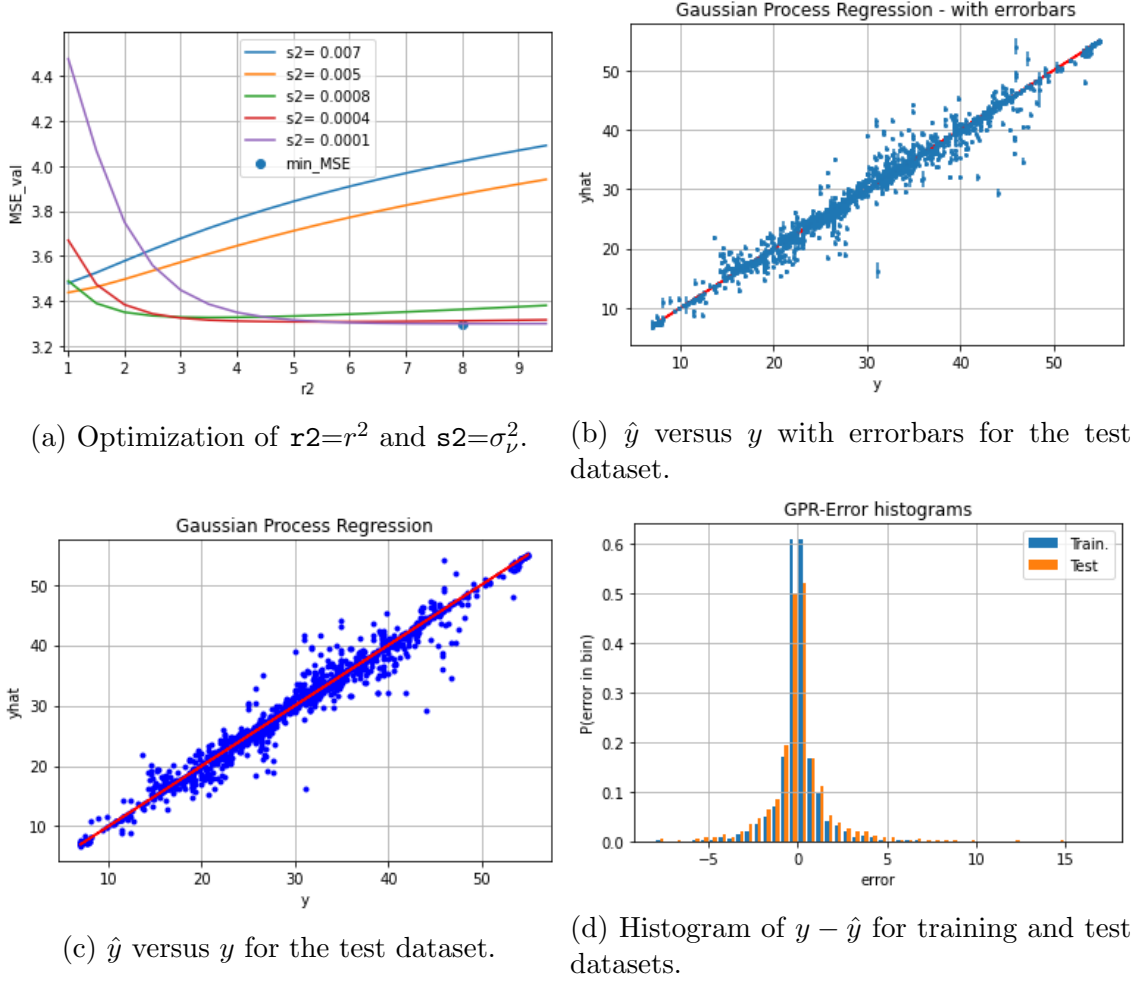 4.4
4.2
4.0
3.8
3.6
3.4
3.2
MSE_val
s2= 0.007
s2= 0.005
s2= 0.0008
s2= 0.0004
s2= 0.0001
min_MSE
1 2 3 4 5 6 7 8 9
r2
(a) Optimization of r2=r² and s2=σ²ᵥ.
Gaussian Process Regression - with errorbars
50
40
30
20
10
yhat
10 20 30 40 50
y
(b) ŷ versus y with errorbars for the test
dataset.
Gaussian Process Regression
50
40
30
20
10
yhat
10 20 30 40 50
y
(c) ŷ versus y for the test dataset.
GPR-Error histograms
0.6
0.5
0.4
0.3
0.2
0.1
0.0
P(error in bin)
Train.
Test
−5 0 5 10 15
error
(d) Histogram of y − ŷ for training and test
datasets.